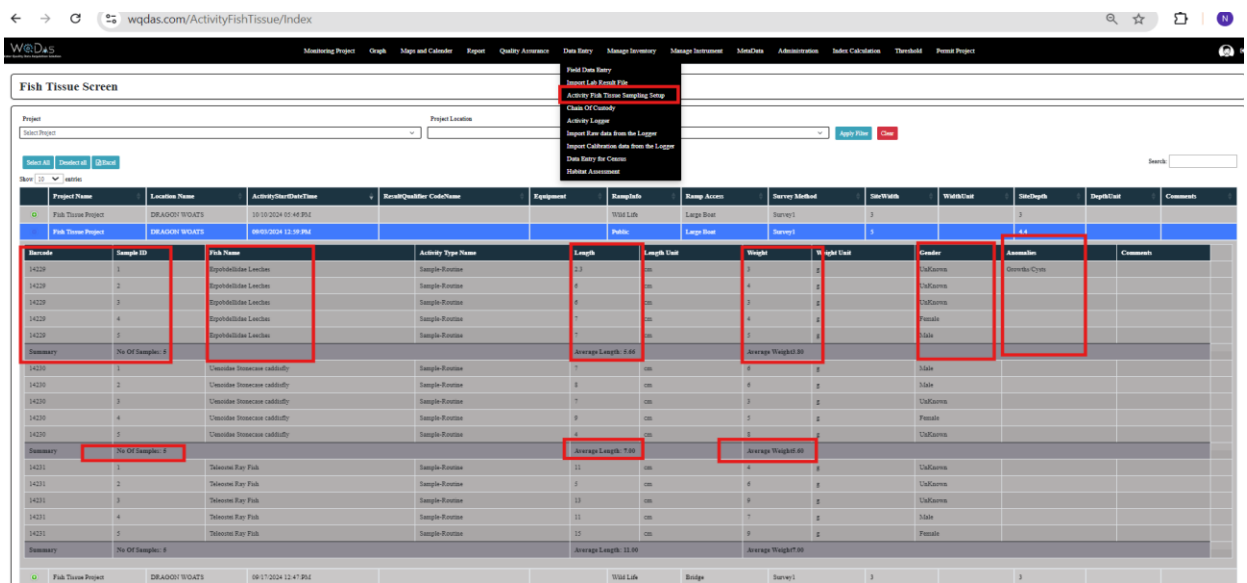 wqdas.com/ActivityFishTissue/Index
N
WQDAS
Monitoring Project Graph Maps and Calender Report Quality Assurance Data Entry Manage Inventory Manage Instrument MetaData Administration Index Calculation Threshold Permit Project
Field Data Entry
Import Lab Result File
Activity Fish Tissue Sampling Setup
Chain Of Custody
Activity Logger
Import Raw data from the Logger
Import Calibration data from the Logger
Data Entry for Census
Habitat Assessment
Fish Tissue Screen
Project Project Location
Select Project Apply Filter Clear
Select All Deselect all Excel Search:
Show 10 entries
Project Name Location Name ActivityStartDateTime ResultQualifier CodeName Equipment RampInfo Ramp Access Survey Method SiteWidth WidthUnit SiteDepth DepthUnit Comments
Fish Tissue Project DRAGON WOATS 10/10/2024 05:46 PM Wild Life Large Boat Survey1 3 3
Fish Tissue Project DRAGON WOATS 09/03/2024 12:59 PM Public Large Boat Survey1 5 4.4
Barcode Sample ID Fish Name Activity Type Name Length Length Unit Weight Weight Unit Gender Anomalies Comments
14229 1 Erpobdellidae Leeches Sample-Routine 2.3 cm 3 g UnKnown Growths/Cysts
14229 2 Erpobdellidae Leeches Sample-Routine 6 cm 4 g UnKnown
14229 3 Erpobdellidae Leeches Sample-Routine 6 cm 3 g UnKnown
14229 4 Erpobdellidae Leeches Sample-Routine 7 cm 4 g Female
14229 5 Erpobdellidae Leeches Sample-Routine 7 cm 5 g Male
Summary No Of Samples: 5 Average Length: 5.66 Average Weight3.80
14230 1 Uenoidae Stonecase caddisfly Sample-Routine 7 cm 6 g Male
14230 2 Uenoidae Stonecase caddisfly Sample-Routine 8 cm 6 g Male
14230 3 Uenoidae Stonecase caddisfly Sample-Routine 7 cm 3 g UnKnown
14230 4 Uenoidae Stonecase caddisfly Sample-Routine cm 5 g Female
14230 5 Uenoidae Stonecase caddisfly Sample-Routine cm 8 g UnKnown
Summary No Of Samples: 5 Average Length: 7.00 Average Weight5.60
14231 1 Teleostei Ray Fish Sample-Routine 11 cm 4 g UnKnown
14231 2 Teleostei Ray Fish Sample-Routine 5 cm 6 g UnKnown
14231 3 Teleostei Ray Fish Sample-Routine 13 cm 9 g UnKnown
14231 4 Teleostei Ray Fish Sample-Routine 11 cm 7 g Male
14231 5 Teleostei Ray Fish Sample-Routine 15 cm 9 g Female
Summary No Of Samples: 5 Average Length: 11.00 Average Weight7.00
Fish Tissue Project DRAGON WOATS 09/17/2024 12:47 PM Wild Life Bridge Survey1 3 3